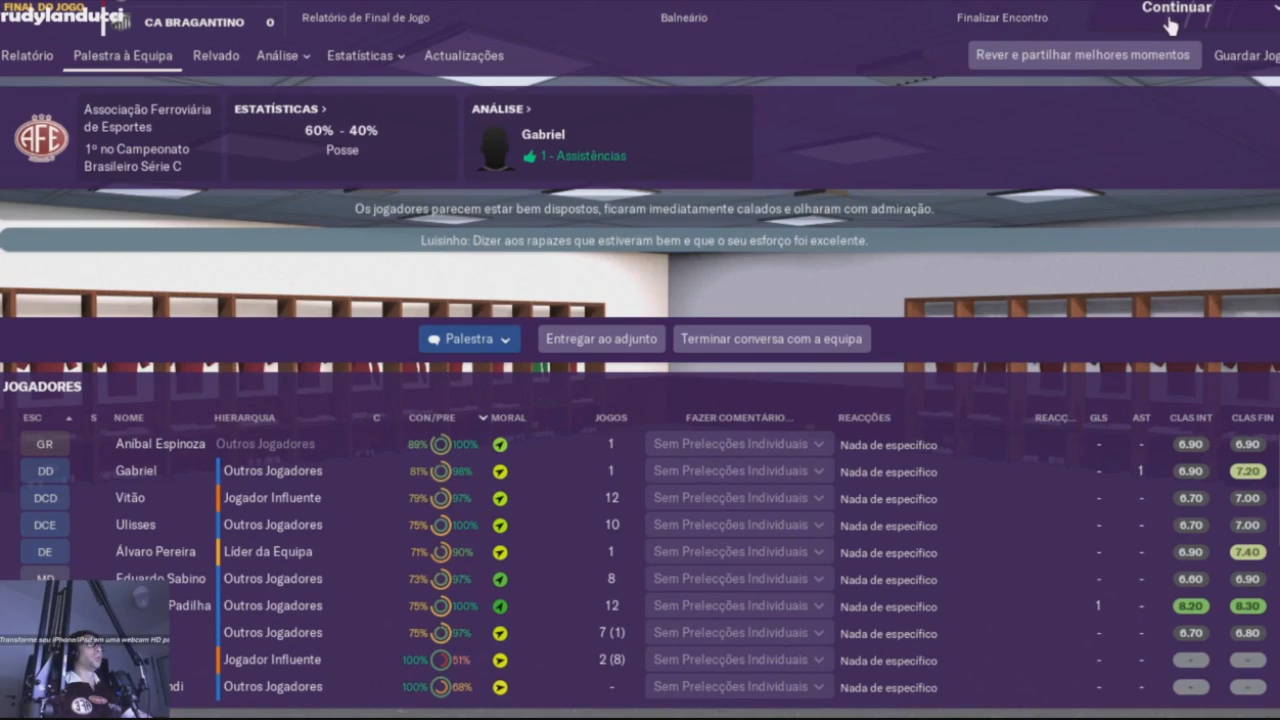 FINAL DO JOGO
rudylanducci
CA BRAGANTINO 0
Relatório de Final de Jogo
Balneário
Finalizar Encontro
Continuar
Relatório
Palestra à Equipa
Relvado
Análise
Estatísticas
Actualizações
Rever e partilhar melhores momentos
Guardar Jog
AFE
Associação Ferroviária
de Esportes
1º no Campeonato
Brasileiro Série C
ESTATÍSTICAS >
60% - 40%
Posse
ANÁLISE >
Gabriel
1 - Assistências
Os jogadores parecem estar bem dispostos, ficaram imediatamente calados e olharam com admiração.
Luisinho: Dizer aos rapazes que estiveram bem e que o seu esforço foi excelente.
Palestra
Entregar ao adjunto
Terminar conversa com a equipa
JOGADORES
ESC S NOME HIERARQUIA C CON/PRE MORAL JOGOS FAZER COMENTÁRIO... REACÇÕES REACÇ... GLS AST CLAS INT CLAS FIN
GR Aníbal Espinoza Outros Jogadores 89% 100% 1 Sem Prelecções Individuais Nada de específico - - 6.90 6.90
DD Gabriel Outros Jogadores 81% 98% 1 Sem Prelecções Individuais Nada de específico - 1 6.90 7.20
DCD Vitão Jogador Influente 79% 97% 12 Sem Prelecções Individuais Nada de específico - - 6.70 7.00
DCE Ulisses Outros Jogadores 75% 100% 10 Sem Prelecções Individuais Nada de específico - - 6.70 7.00
DE Álvaro Pereira Líder da Equipa 71% 90% 1 Sem Prelecções Individuais Nada de específico - - 6.90 7.40
MD Eduardo Sabino Outros Jogadores 73% 97% 8 Sem Prelecções Individuais Nada de específico - - 6.60 6.90
Padilha Outros Jogadores 75% 100% 12 Sem Prelecções Individuais Nada de específico 1 - 8.20 8.30
Outros Jogadores 75% 97% 7 (1) Sem Prelecções Individuais Nada de específico - - 6.70 6.80
Jogador Influente 100% 51% 2 (8) Sem Prelecções Individuais Nada de específico - - - -
ndi Outros Jogadores 100% 68% - Sem Prelecções Individuais Nada de específico - - - -
Transforme seu iPhone/iPad em uma webcam HD pa